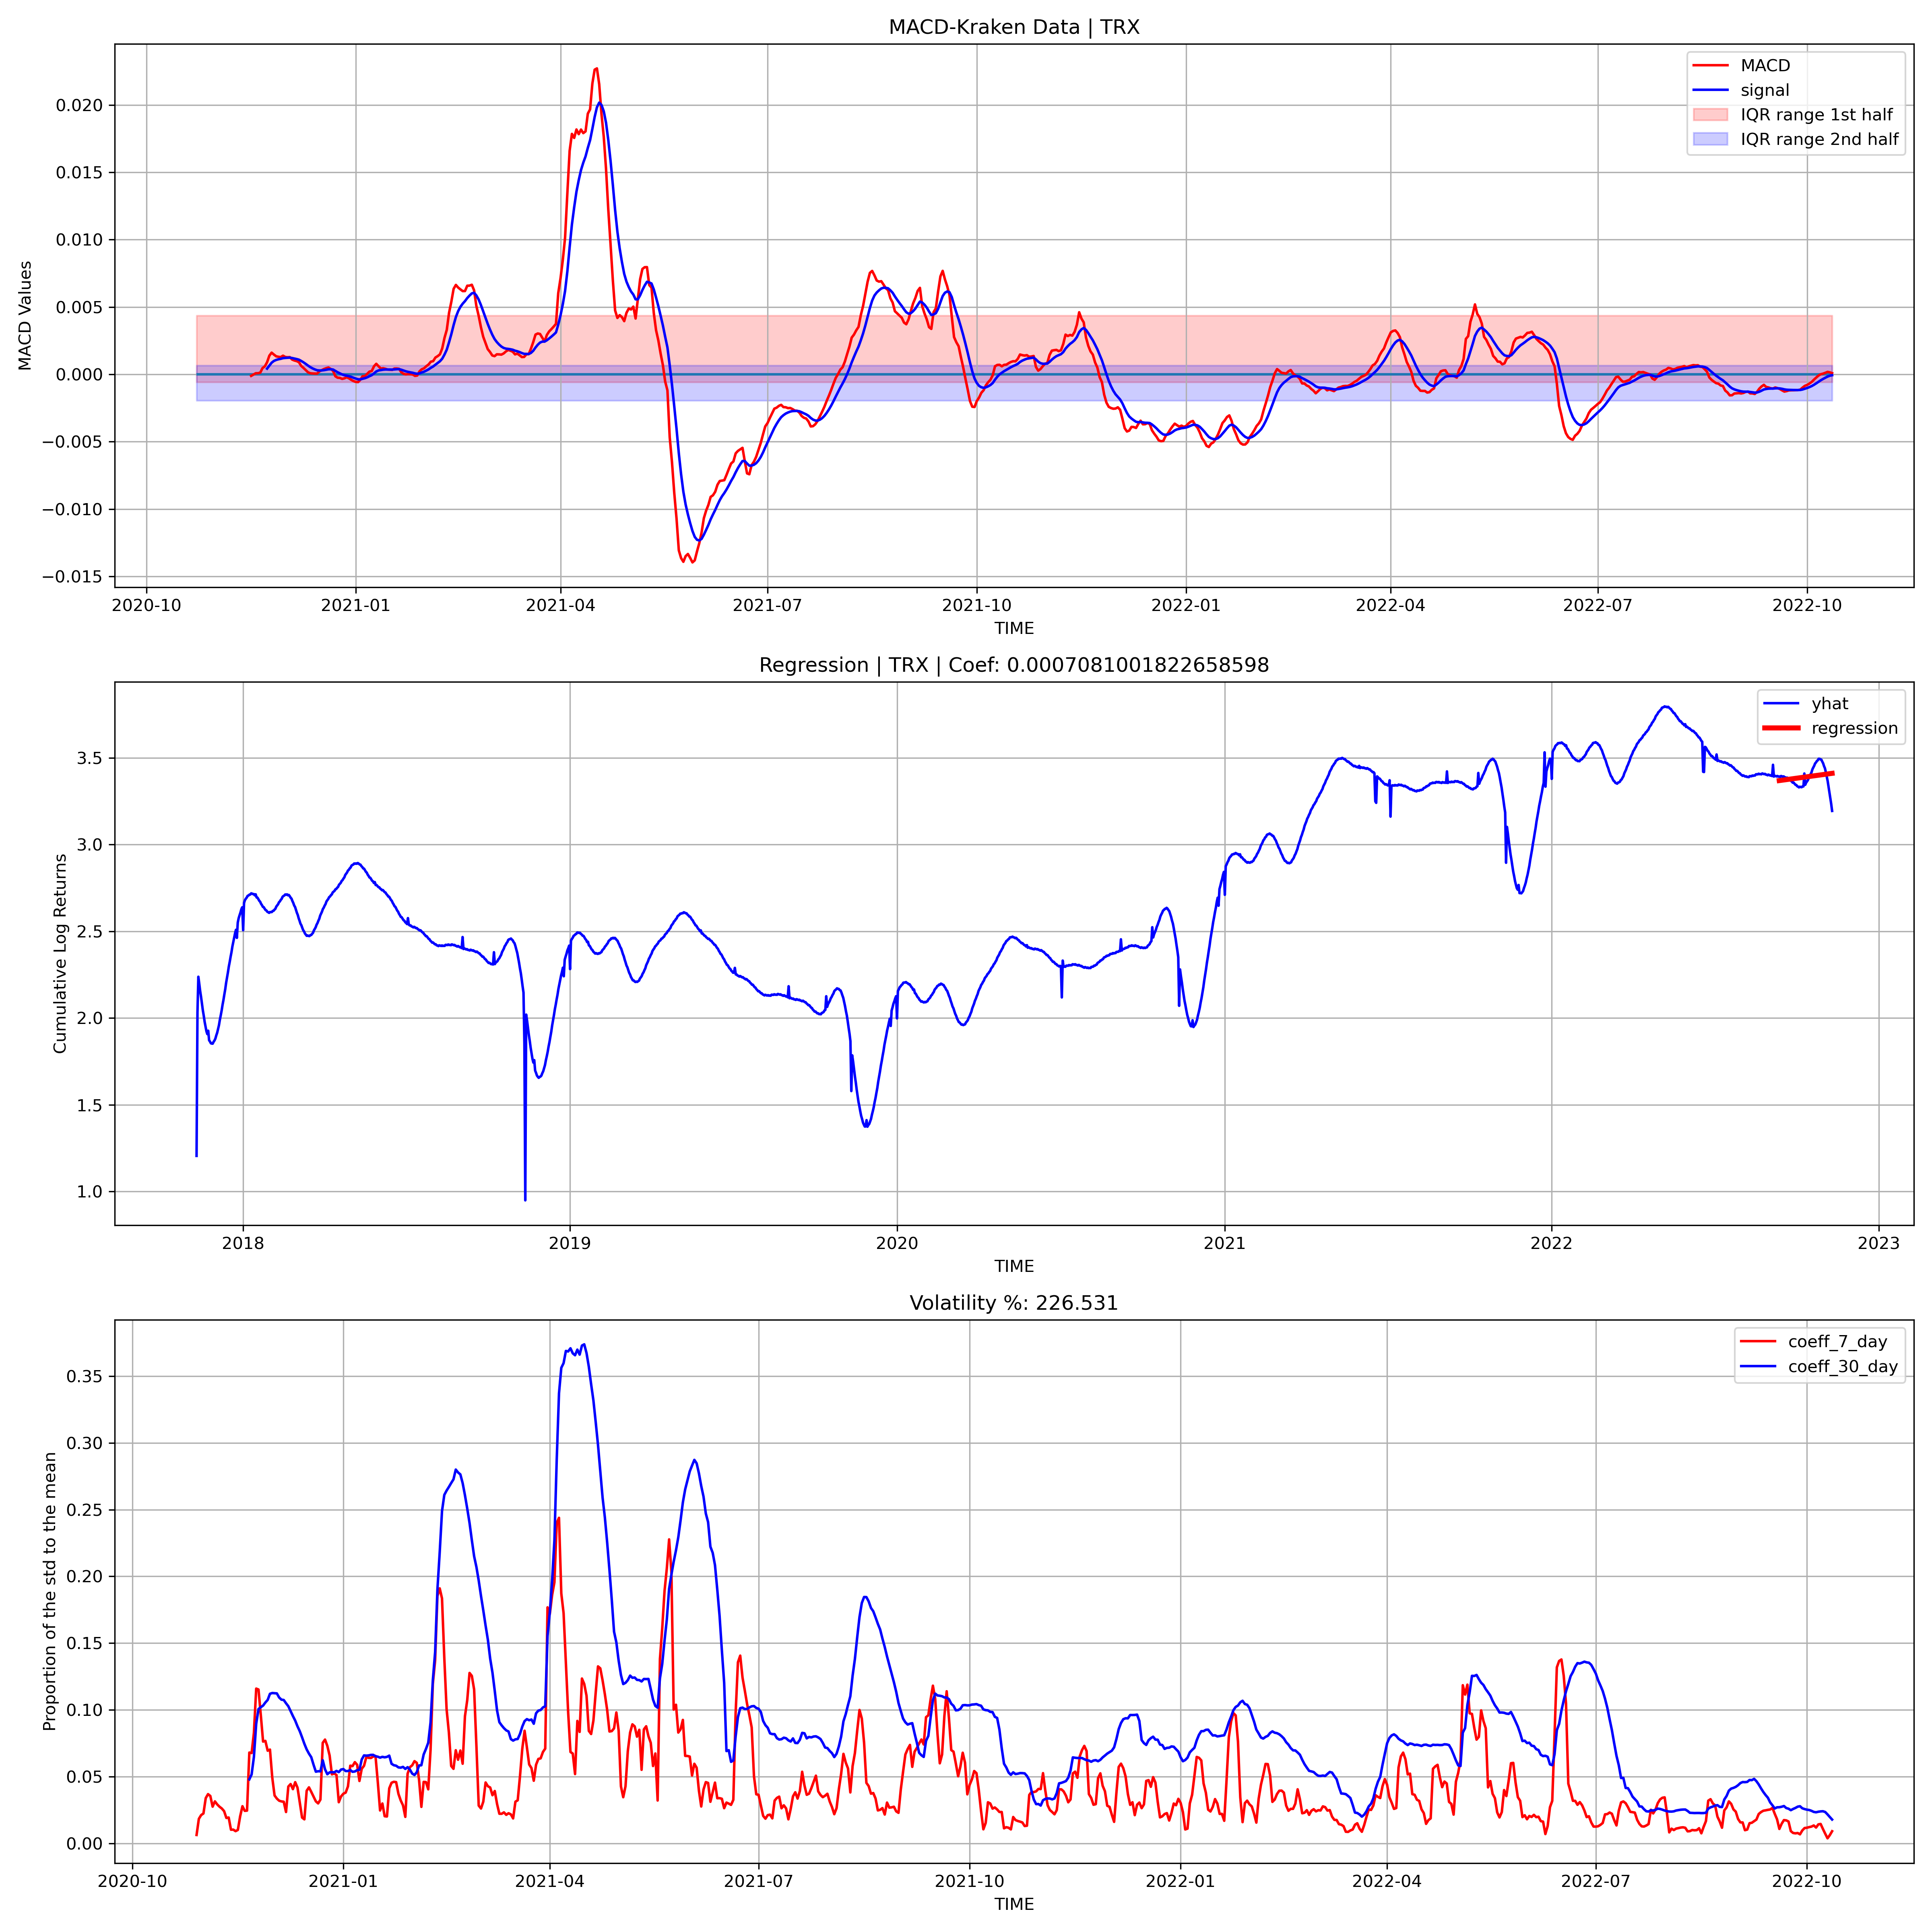 MACD-Kraken Data | TRX
MACD
signal
IQR range 1st half
IQR range 2nd half
MACD Values
0.020
0.015
0.010
0.005
0.000
−0.005
−0.010
−0.015
2020-10 2021-01 2021-04 2021-07 2021-10 2022-01 2022-04 2022-07 2022-10
TIME
Regression | TRX | Coef: 0.0007081001822658598
yhat
regression
Cumulative Log Returns
3.5
3.0
2.5
2.0
1.5
1.0
2018 2019 2020 2021 2022 2023
TIME
Volatility %: 226.531
coeff_7_day
coeff_30_day
Proportion of the std to the mean
0.35
0.30
0.25
0.20
0.15
0.10
0.05
0.00
2020-10 2021-01 2021-04 2021-07 2021-10 2022-01 2022-04 2022-07 2022-10
TIME